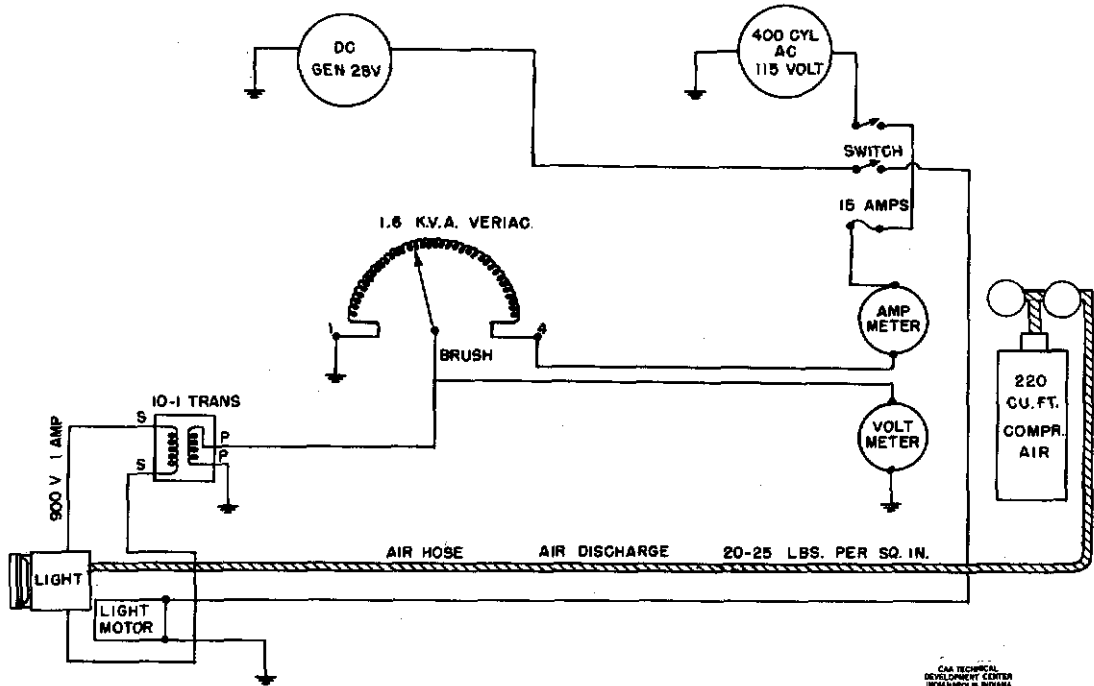 DC
GEN 28V
400 CYL
AC
115 VOLT
SWITCH
15 AMPS
1.6 K.V.A. VERIAC
1
BRUSH
4
AMP
METER
VOLT
METER
220
CU.FT.
COMPR.
AIR
10-1 TRANS
S
P
P
S
900 V 1 AMP
AIR HOSE AIR DISCHARGE 20-25 LBS. PER SQ. IN.
LIGHT
LIGHT
MOTOR
CAA TECHNICAL
DEVELOPMENT CENTER
INDIANAPOLIS INDIANA